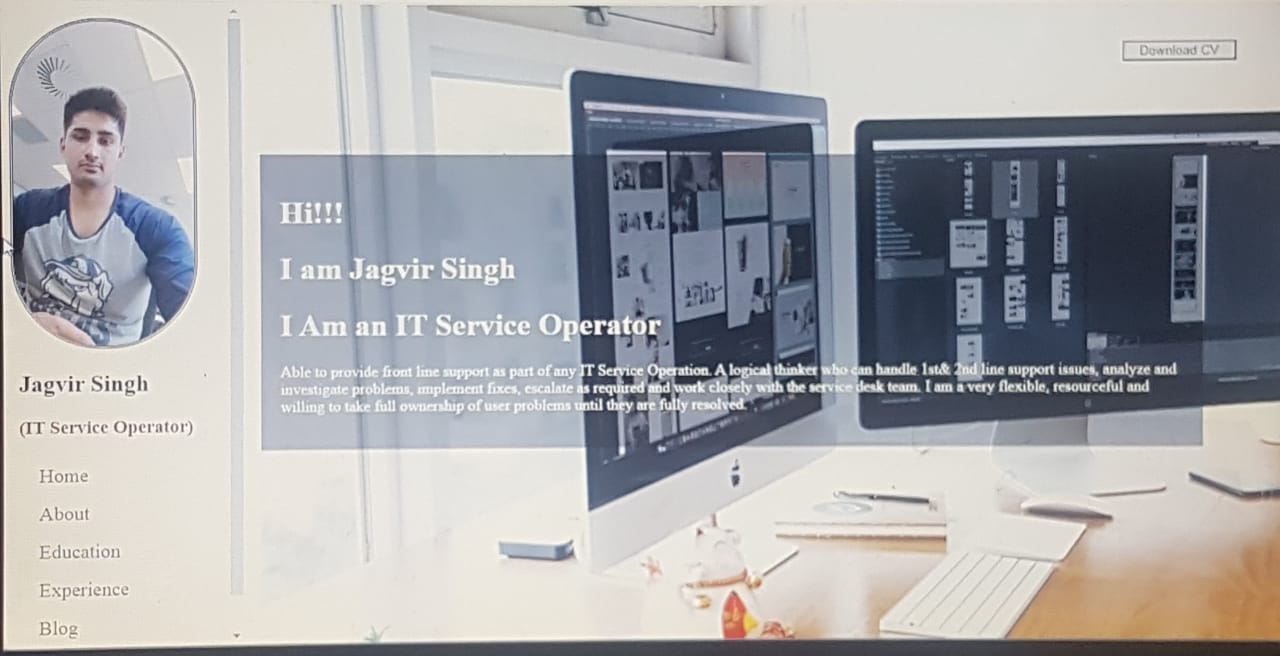 Download CV
Hi!!!
I am Jagvir Singh
I Am an IT Service Operator
Able to provide front line support as part of any IT Service Operation. A logical thinker who can handle 1st& 2nd line support issues, analyze and
investigate problems, implement fixes, escalate as required and work closely with the service desk team. I am a very flexible, resourceful and
willing to take full ownership of user problems until they are fully resolved.
Jagvir Singh
(IT Service Operator)
Home
About
Education
Experience
Blog